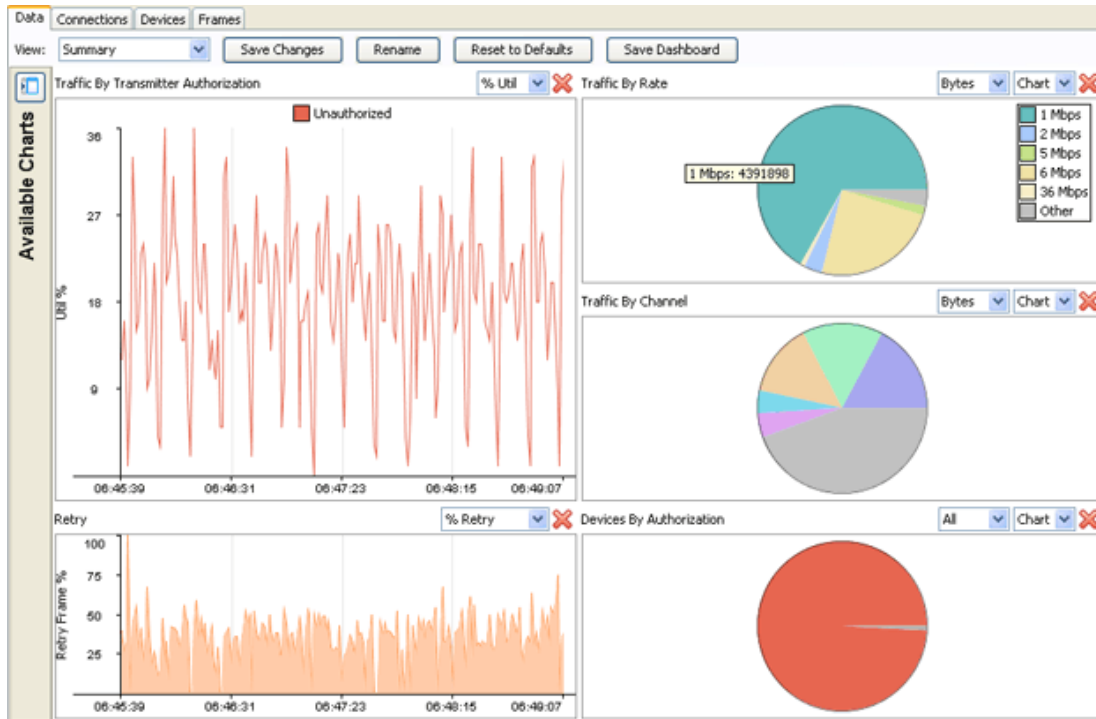 Data Connections Devices Frames
View: Summary Save Changes Rename Reset to Defaults Save Dashboard
Available Charts
Traffic By Transmitter Authorization % Util
Unauthorized
Util %
36
27
18
9
06:45:39 06:46:31 06:47:23 06:48:15 06:49:07
Traffic By Rate Bytes Chart
1 Mbps: 4391898
1 Mbps
2 Mbps
5 Mbps
6 Mbps
36 Mbps
Other
Traffic By Channel Bytes Chart
Retry % Retry
Retry Frame %
100
75
50
25
06:45:39 06:46:31 06:47:23 06:48:15 06:49:07
Devices By Authorization All Chart